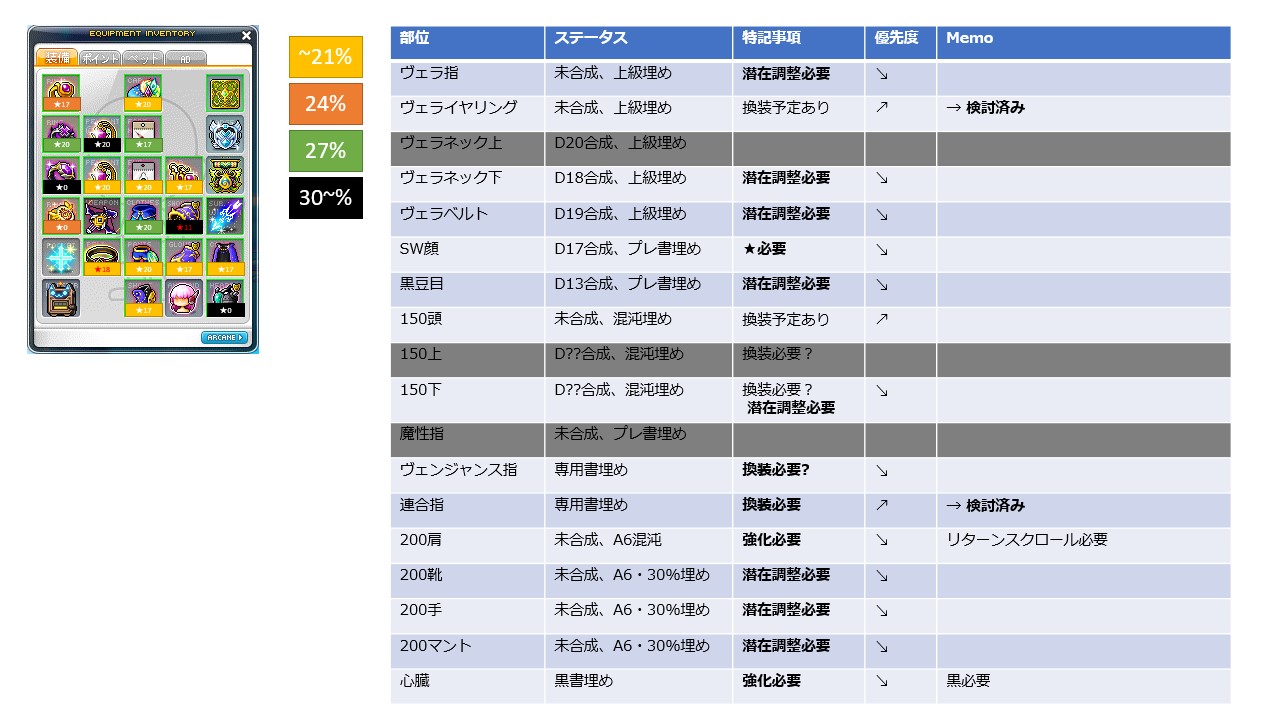 EQUIPMENT INVENTORY
装備 ポイント ペット AD
★17 ★20
★20 ★20 ★17
★0 ★20 ★20 ★17
★0 ★20 ★11
★18 ★20 ★17 ★17
★17 ★0
ARCANE
~21%
24%
27%
30~%
部位 ステータス 特記事項 優先度 Memo
ヴェラ指 未合成、上級埋め 潜在調整必要 ↘
ヴェライヤリング 未合成、上級埋め 換装予定あり ↗ → 検討済み
ヴェラネック上 D20合成、上級埋め
ヴェラネック下 D18合成、上級埋め 潜在調整必要 ↘
ヴェラベルト D19合成、上級埋め 潜在調整必要 ↘
SW顔 D17合成、プレ書埋め ★必要 ↘
黒豆目 D13合成、プレ書埋め 潜在調整必要 ↘
150頭 未合成、混沌埋め 換装予定あり ↗
150上 D??合成、混沌埋め 換装必要？
150下 D??合成、混沌埋め 換装必要？ ↘
潜在調整必要
魔性指 未合成、プレ書埋め
ヴェンジャンス指 専用書埋め 換装必要? ↘
連合指 専用書埋め 換装必要 ↗ → 検討済み
200肩 未合成、A6混沌 強化必要 ↘ リターンスクロール必要
200靴 未合成、A6・30%埋め 潜在調整必要 ↘
200手 未合成、A6・30%埋め 潜在調整必要 ↘
200マント 未合成、A6・30%埋め 潜在調整必要 ↘
心臓 黒書埋め 強化必要 ↘ 黒必要